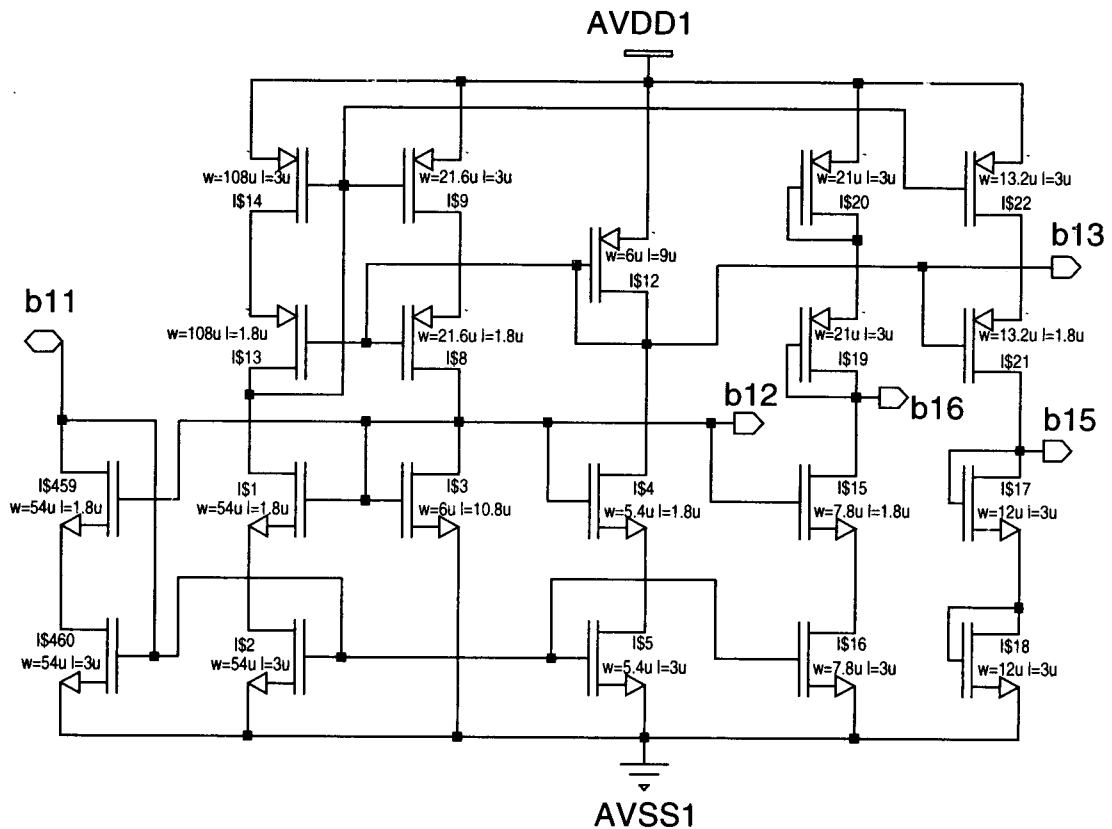 AVDD1
w=108u l=3u
I$14
w=21.6u l=3u
I$9
w=21u l=3u
I$20
w=13.2u l=3u
I$22
w=6u l=9u
I$12
b13
b11
w=108u l=1.8u
I$13
w=21.6u l=1.8u
I$8
w=21u l=3u
I$19
w=13.2u l=1.8u
I$21
b12
b16
b15
I$459
w=54u l=1.8u
I$1
w=54u l=1.8u
I$3
w=6u l=10.8u
I$4
w=5.4u l=1.8u
I$15
w=7.8u l=1.8u
I$17
w=12u l=3u
I$460
w=54u l=3u
I$2
w=54u l=3u
I$5
w=5.4u l=3u
I$16
w=7.8u l=3u
I$18
w=12u l=3u
AVSS1